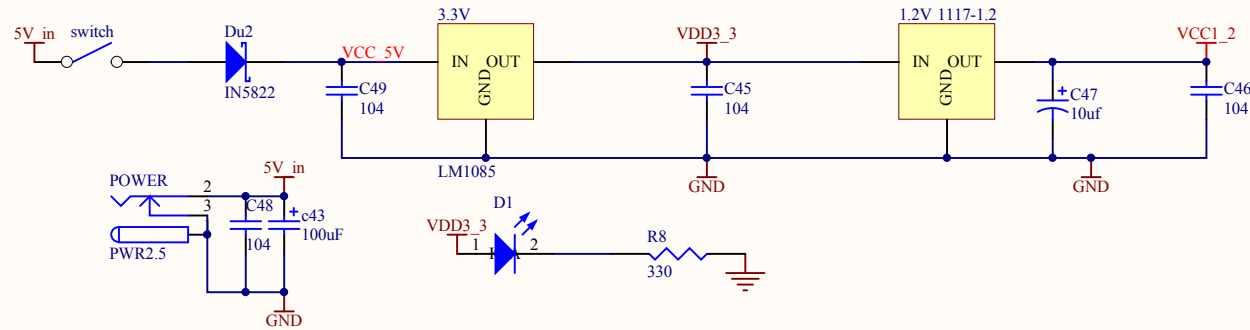 3.3V
1.2V 1117-1.2
5V_in
switch
Du2
VCC_5V
VDD3_3
VCC1_2
IN OUT
GND
IN OUT
GND
C49
104
C45
104
C47
10uf
C46
104
IN5822
LM1085
GND
GND
POWER
2
3
PWR2.5
5V_in
C48
104
c43
100uF
GND
D1
VDD3_3
1
2
R8
330